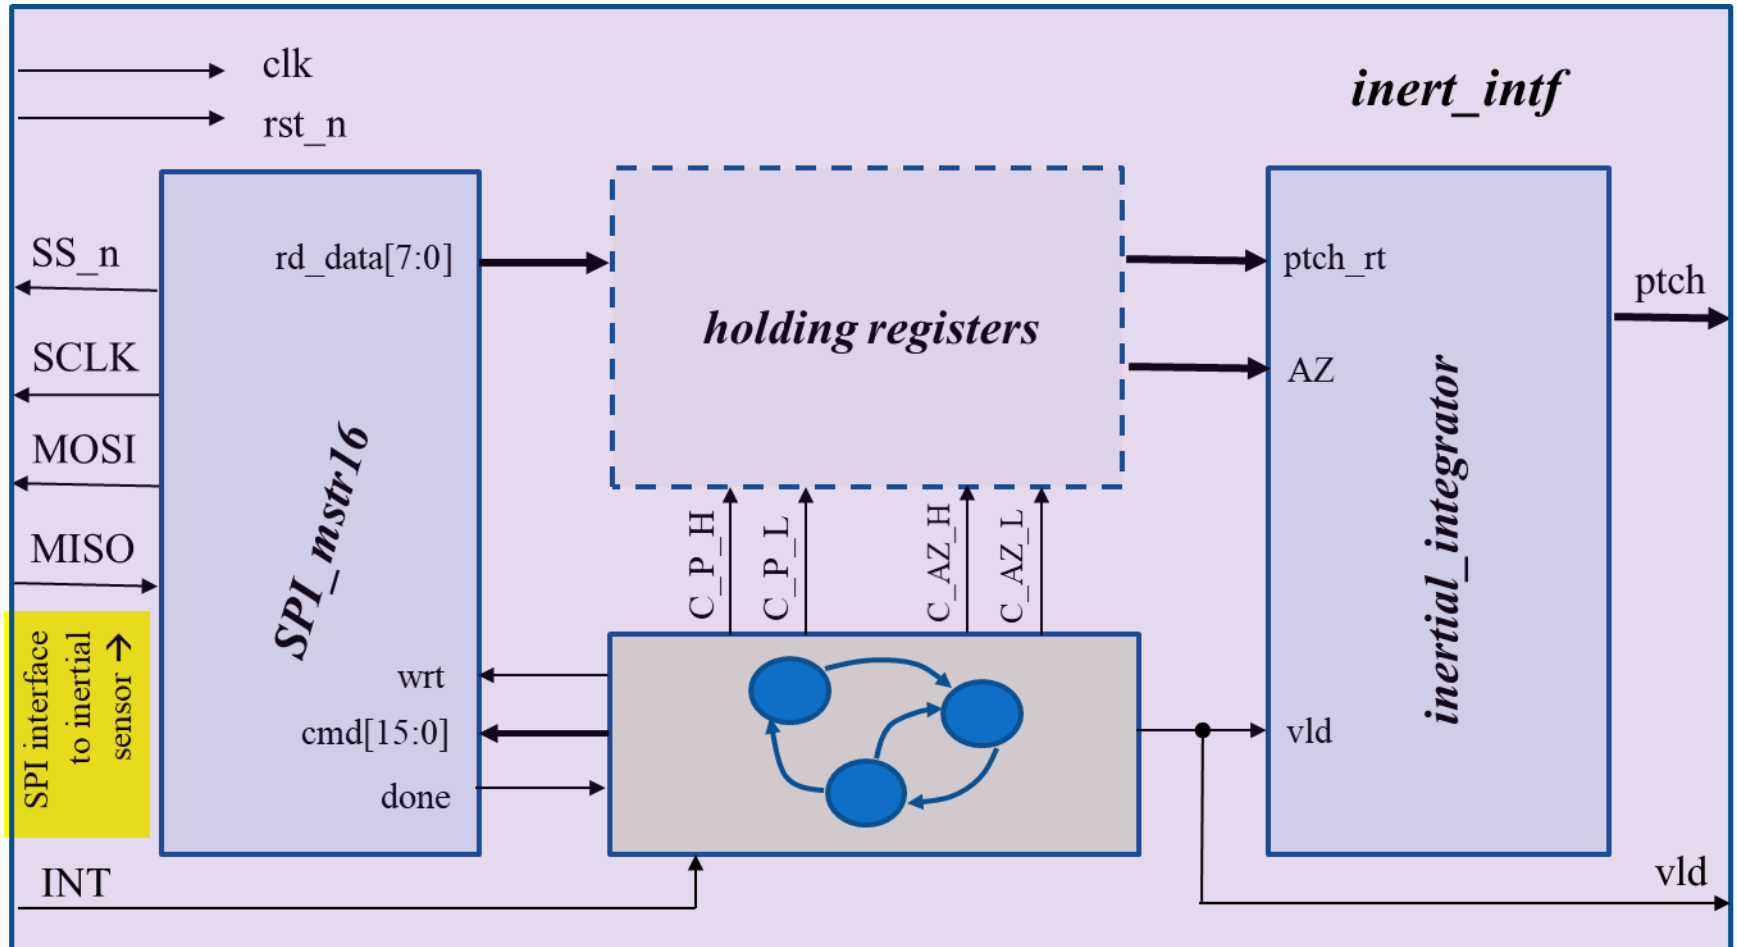 clk
rst_n
inert_intf
SS_n
SCLK
MOSI
MISO
SPI interface
to inertial
sensor →
INT
rd_data[7:0]
SPI_mstr16
wrt
cmd[15:0]
done
holding registers
C_P_H
C_P_L
C_AZ_H
C_AZ_L
ptch_rt
AZ
inertial_integrator
vld
ptch
vld